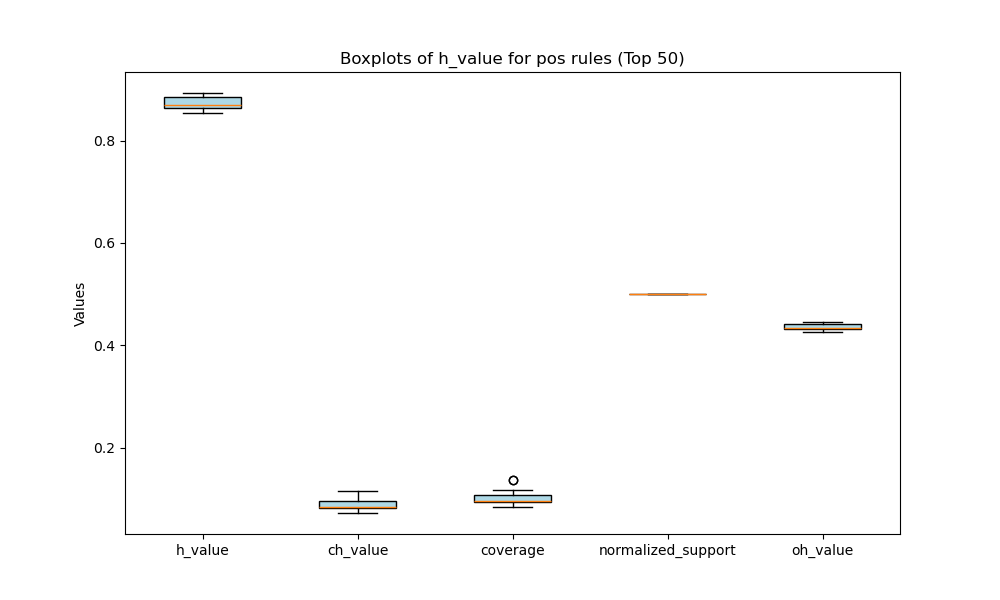 Boxplots of h_value for pos rules (Top 50)
Values
0.8
0.6
0.4
0.2
h_value
ch_value
coverage
normalized_support
oh_value